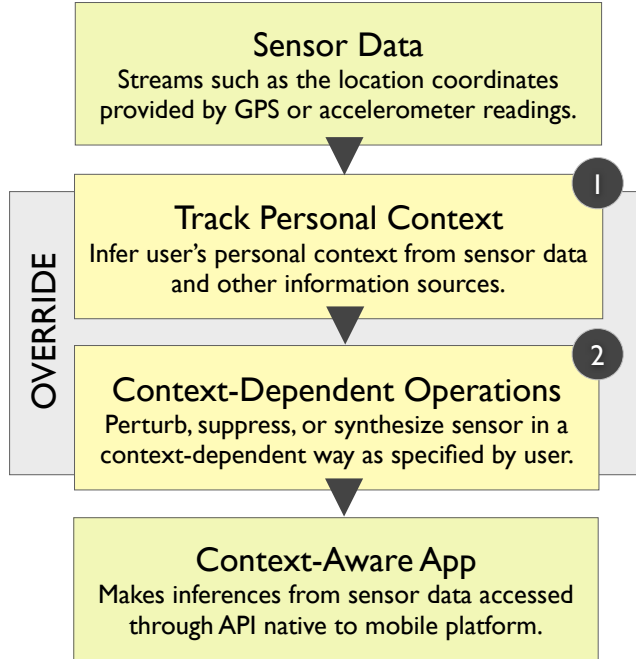 Sensor Data
Streams such as the location coordinates
provided by GPS or accelerometer readings.
1
Track Personal Context
Infer user's personal context from sensor data
and other information sources.
OVERRIDE
2
Context-Dependent Operations
Perturb, suppress, or synthesize sensor in a
context-dependent way as specified by user.
Context-Aware App
Makes inferences from sensor data accessed
through API native to mobile platform.